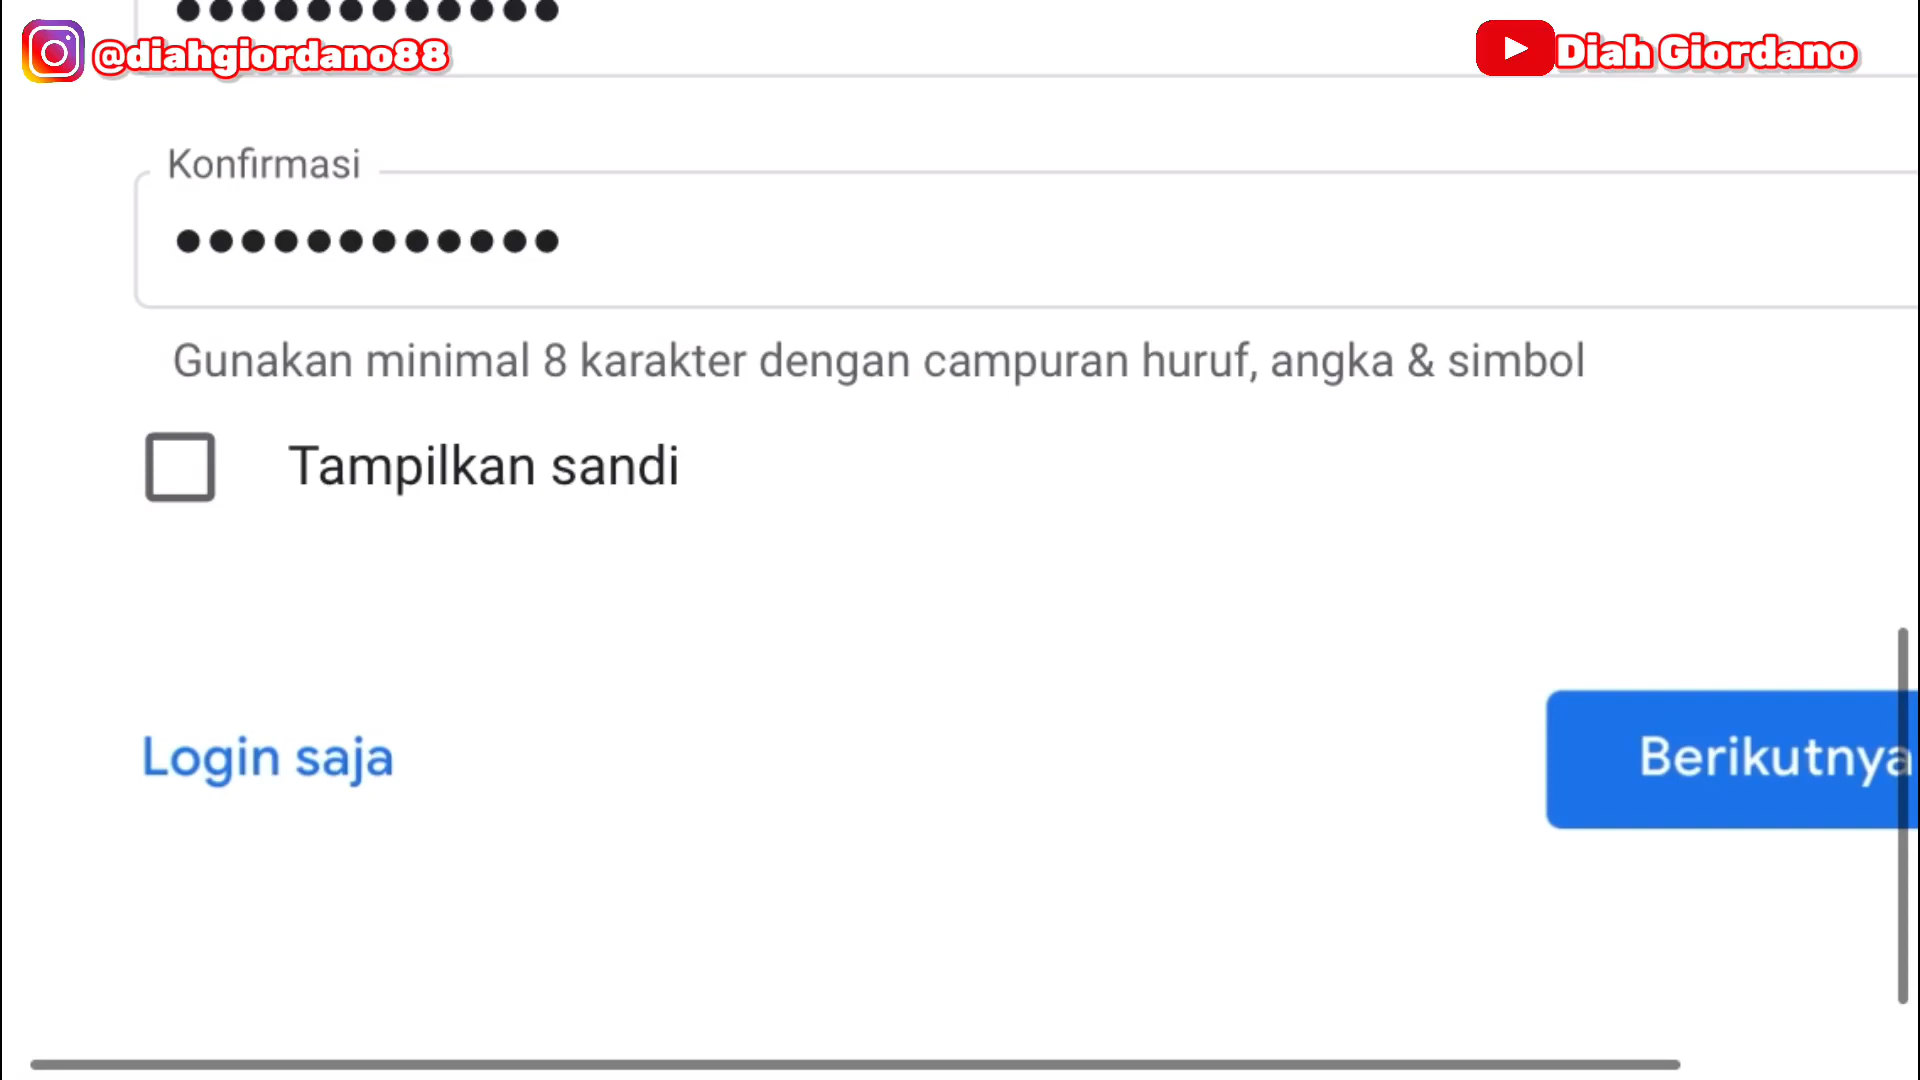 @diahgiordano88
Diah Giordano
Konfirmasi
Gunakan minimal 8 karakter dengan campuran huruf, angka & simbol
Tampilkan sandi
Login saja
Berikutnya